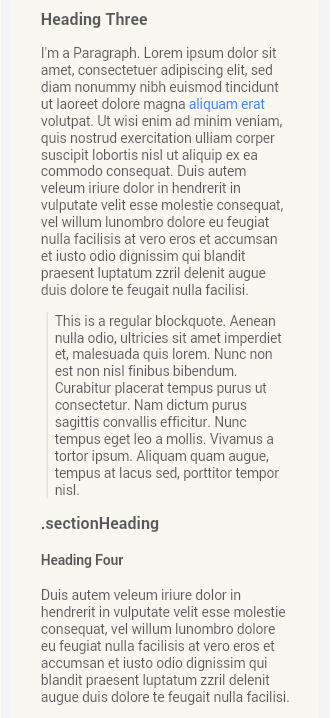 Heading Three
I'm a Paragraph. Lorem ipsum dolor sit
amet, consectetuer adipiscing elit, sed
diam nonummy nibh euismod tincidunt
ut laoreet dolore magna aliquam erat
volutpat. Ut wisi enim ad minim veniam,
quis nostrud exercitation ulliam corper
suscipit lobortis nisl ut aliquip ex ea
commodo consequat. Duis autem
veleum iriure dolor in hendrerit in
vulputate velit esse molestie consequat,
vel willum lunombro dolore eu feugiat
nulla facilisis at vero eros et accumsan
et iusto odio dignissim qui blandit
praesent luptatum zzril delenit augue
duis dolore te feugait nulla facilisi.
This is a regular blockquote. Aenean
nulla odio, ultricies sit amet imperdiet
et, malesuada quis lorem. Nunc non
est non nisl finibus bibendum.
Curabitur placerat tempus purus ut
consectetur. Nam dictum purus
sagittis convallis efficitur. Nunc
tempus eget leo a mollis. Vivamus a
tortor ipsum. Aliquam quam augue,
tempus at lacus sed, porttitor tempor
nisl.
.sectionHeading
Heading Four
Duis autem veleum iriure dolor in
hendrerit in vulputate velit esse molestie
consequat, vel willum lunombro dolore
eu feugiat nulla facilisis at vero eros et
accumsan et iusto odio dignissim qui
blandit praesent luptatum zzril delenit
augue duis dolore te feugait nulla facilisi.